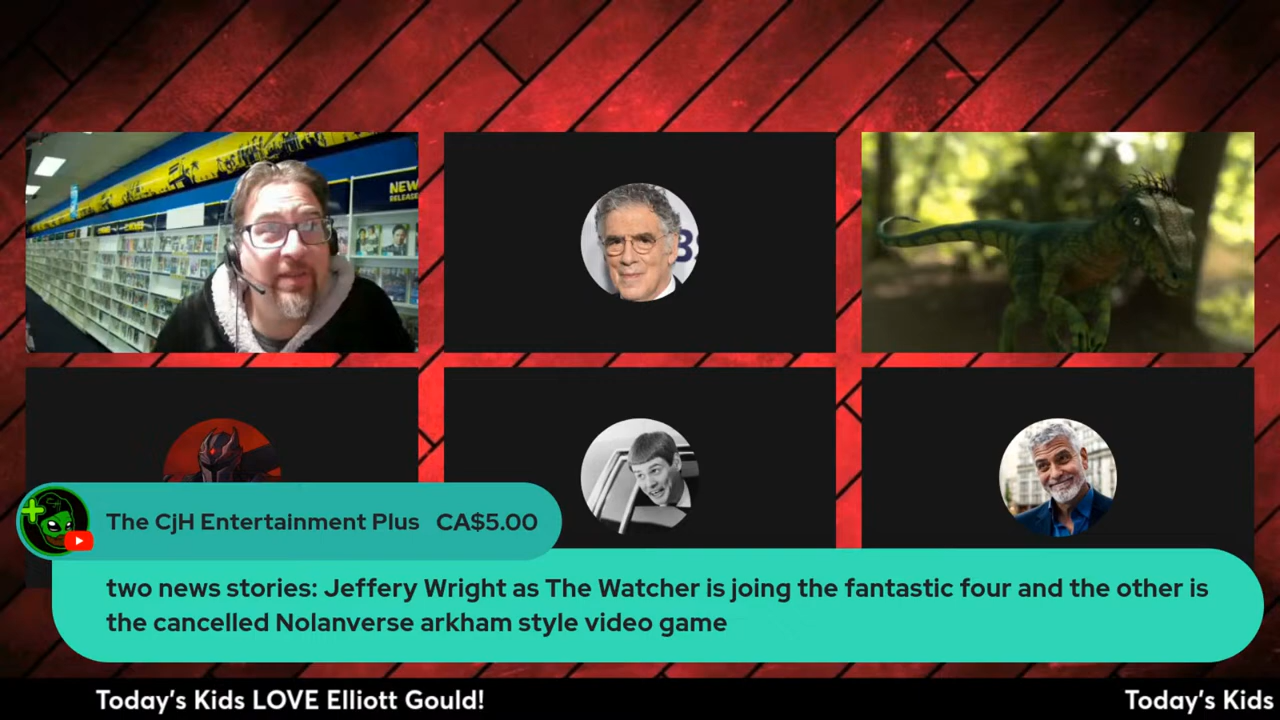 NEW
RELEASE
The CjH Entertainment Plus CA$5.00
two news stories: Jeffery Wright as The Watcher is joing the fantastic four and the other is
the cancelled Nolanverse arkham style video game
Today's Kids LOVE Elliott Gould!
Today's Kids